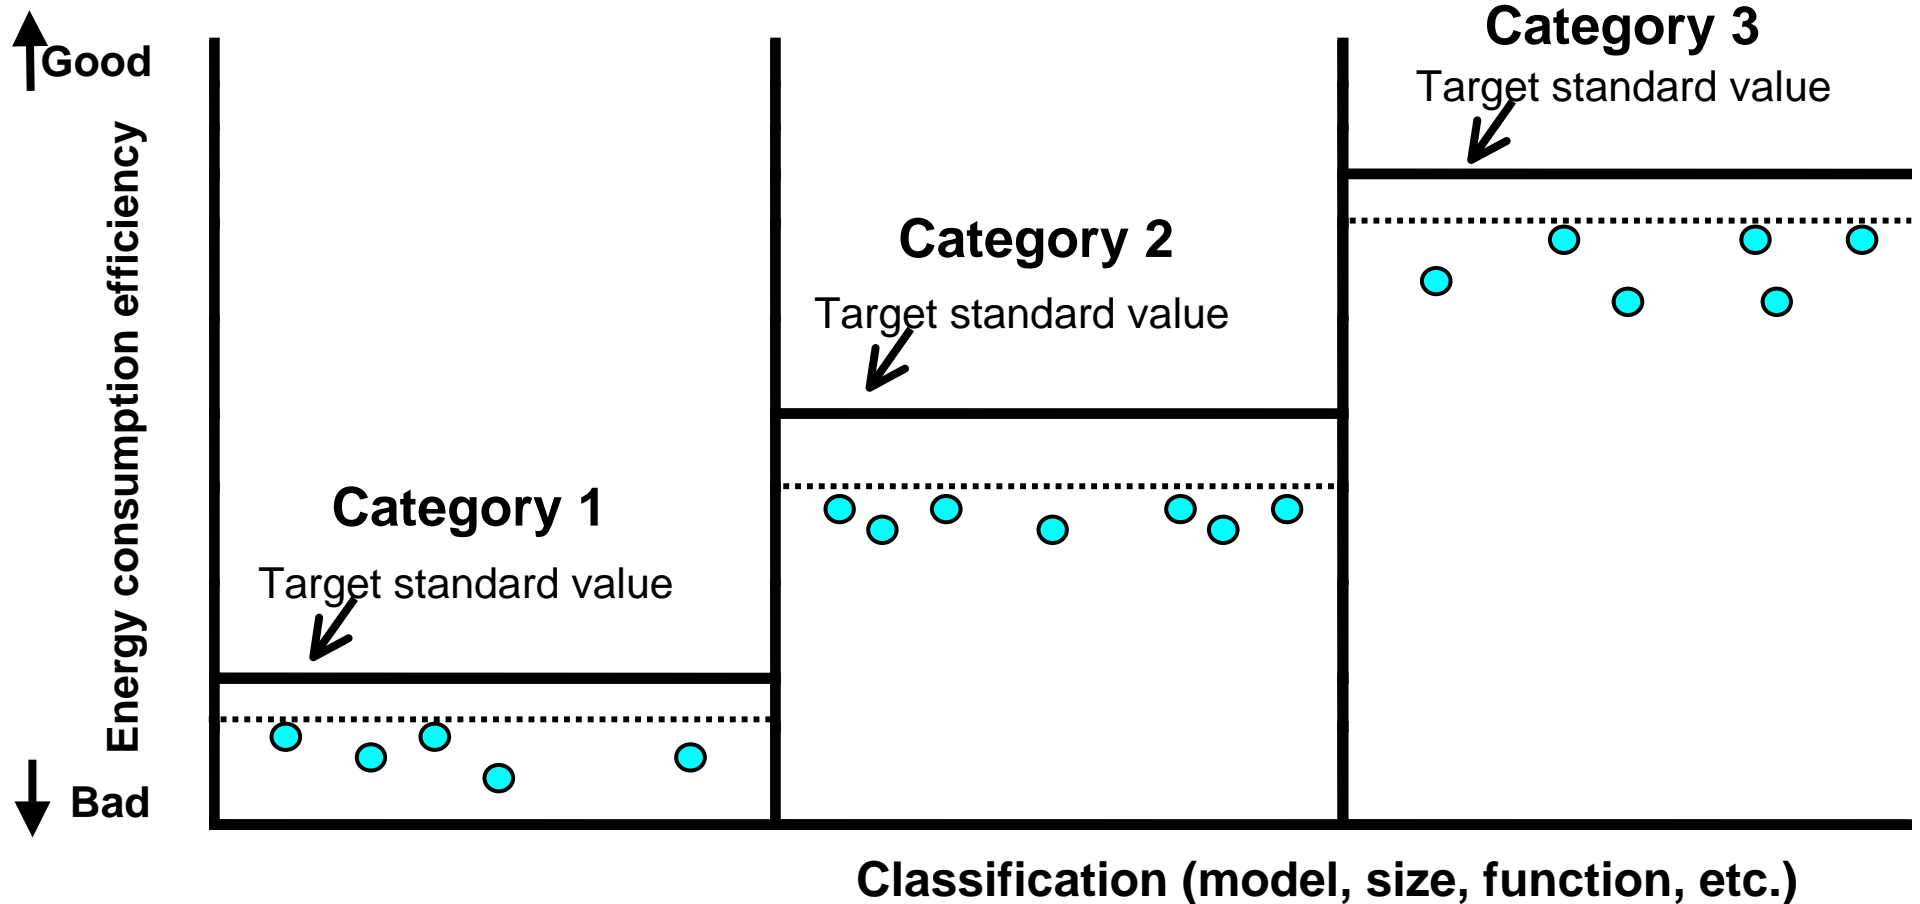 Good
Energy consumption efficiency
Bad
Category 1
Target standard value
Category 2
Target standard value
Category 3
Target standard value
Classification (model, size, function, etc.)